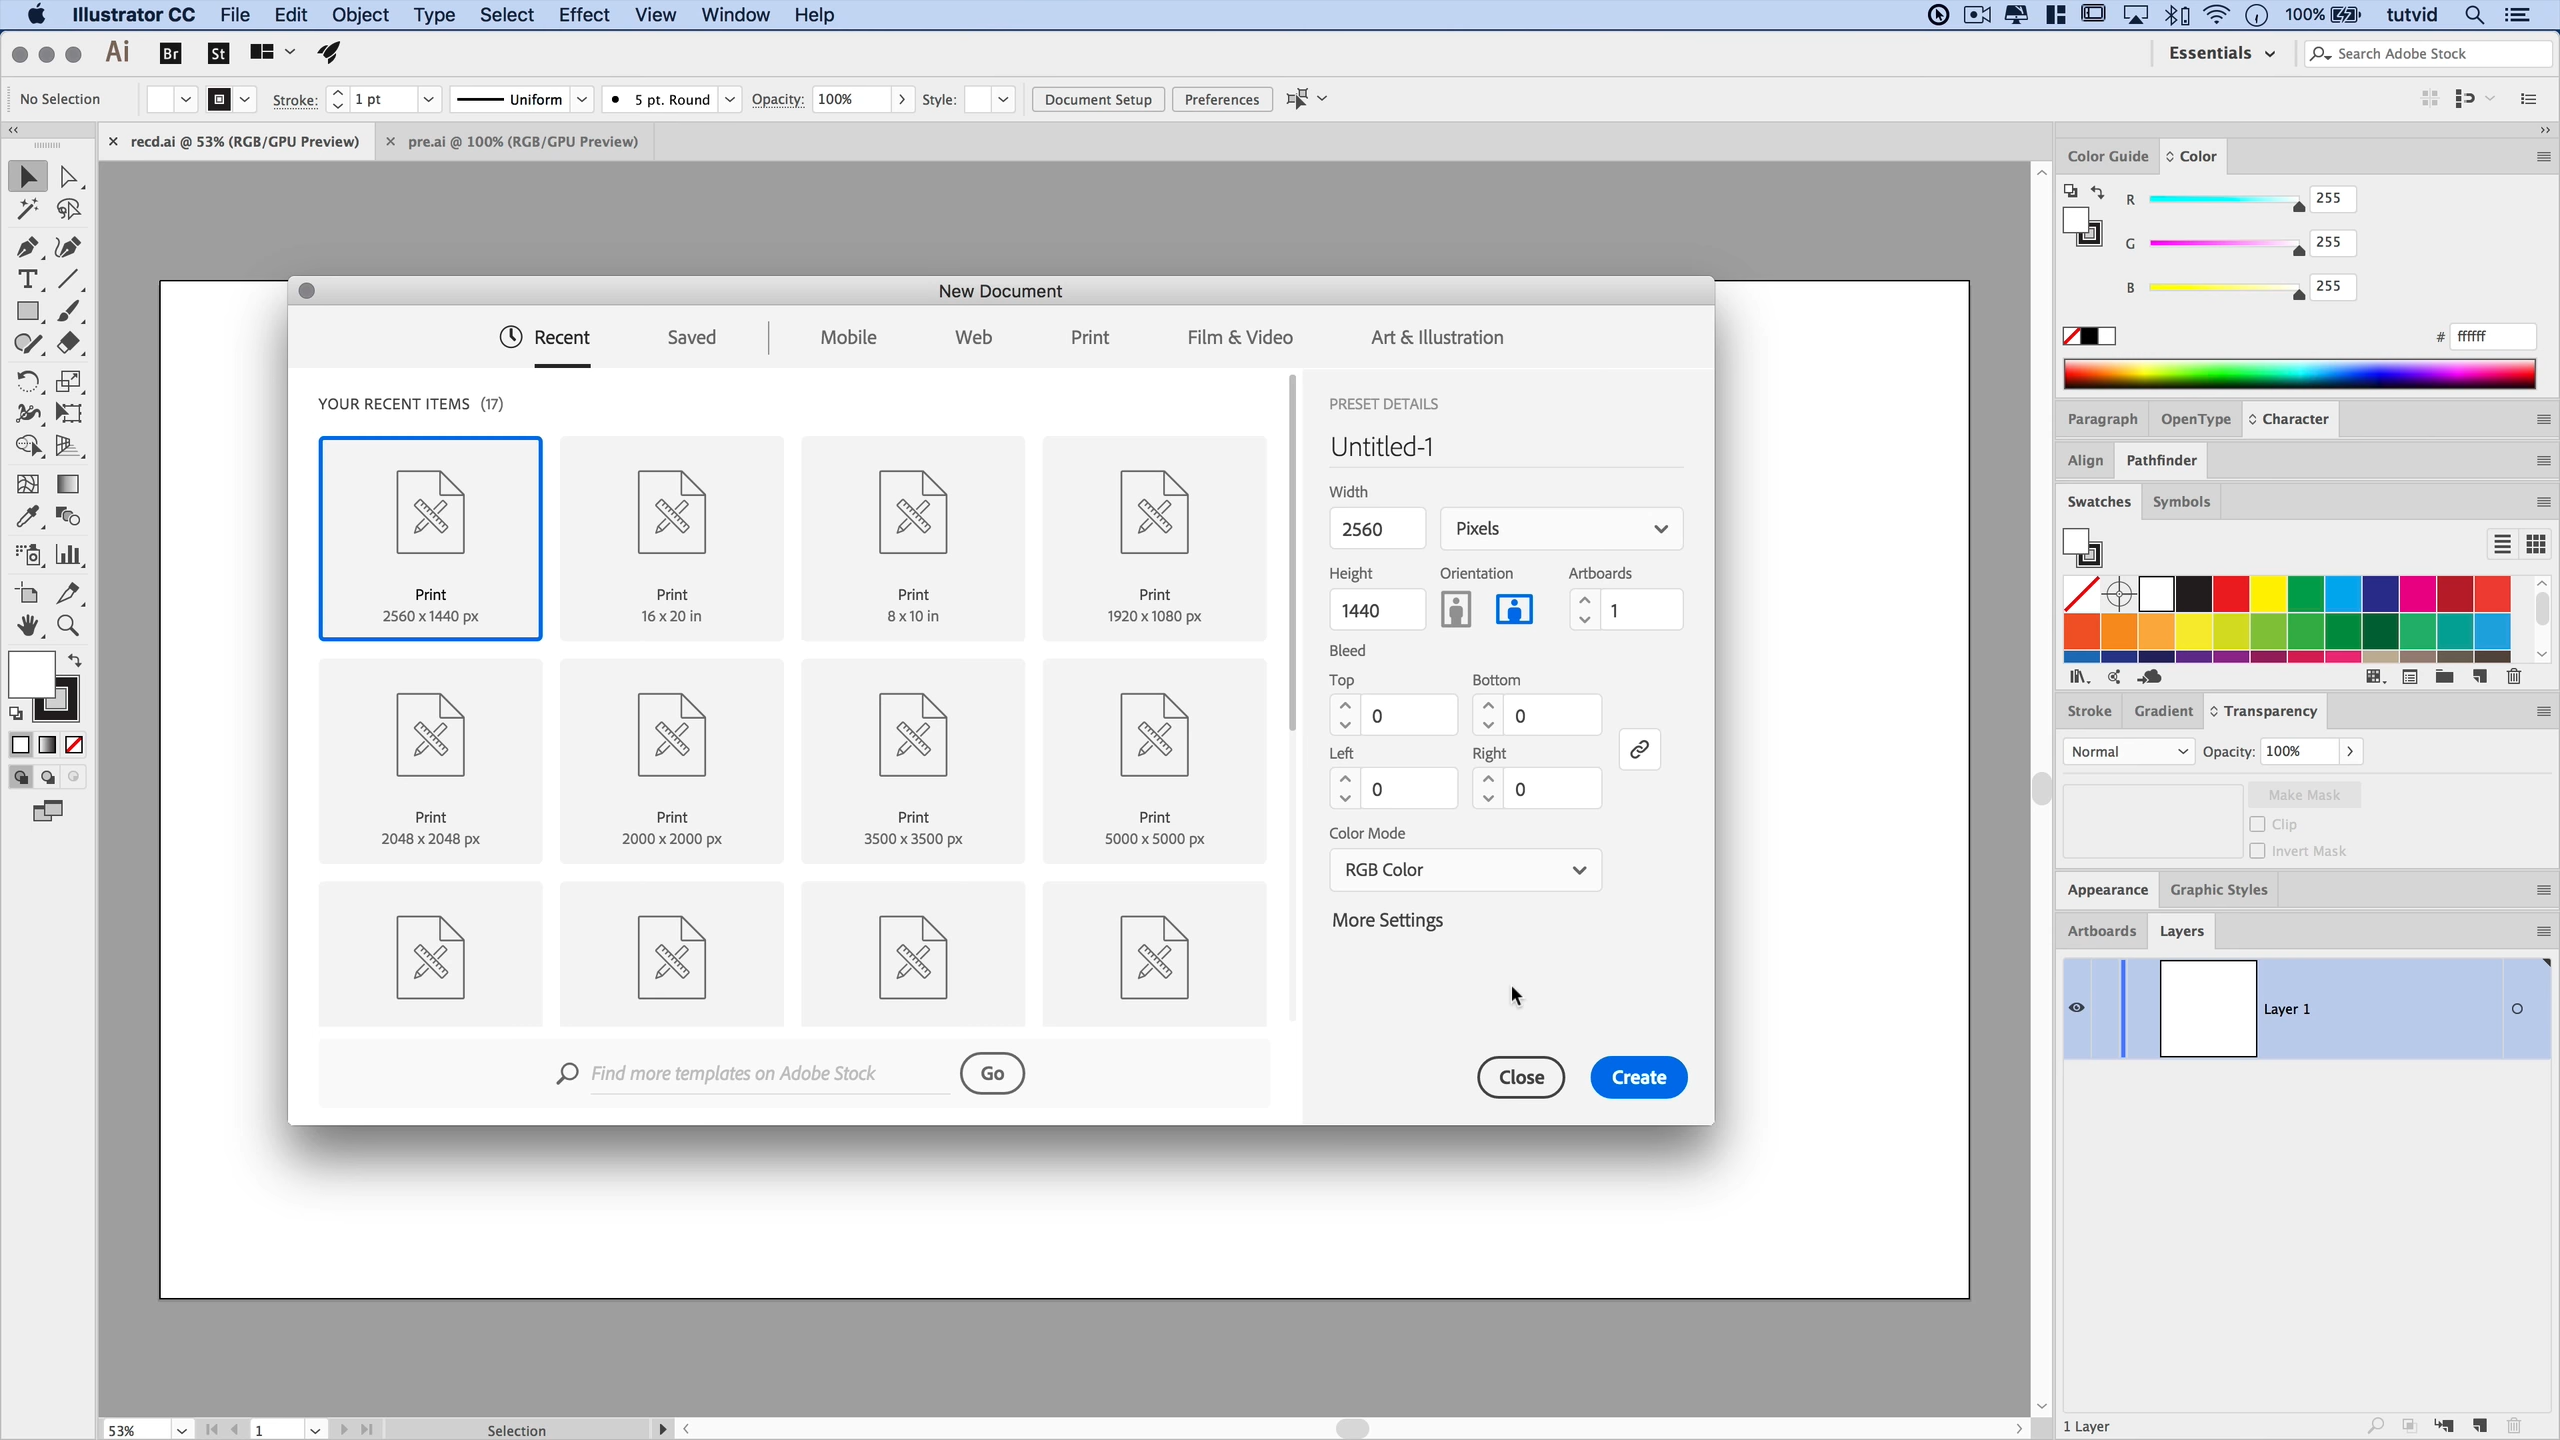 Illustrator CC File Edit Object Type Select Effect View Window Help 100% tutvid
Ai Br St Essentials Search Adobe Stock
No Selection Stroke: 1 pt Uniform 5 pt. Round Opacity: 100% Style: Document Setup Preferences
recd.ai @ 53% (RGB/GPU Preview) pre.ai @ 100% (RGB/GPU Preview)
New Document
Recent Saved Mobile Web Print Film & Video Art & Illustration
YOUR RECENT ITEMS (17)
Print
2560 x 1440 px
Print
16 x 20 in
Print
8 x 10 in
Print
1920 x 1080 px
Print
2048 x 2048 px
Print
2000 x 2000 px
Print
3500 x 3500 px
Print
5000 x 5000 px
Find more templates on Adobe Stock Go
PRESET DETAILS
Untitled-1
Width
2560 Pixels
Height Orientation Artboards
1440 1
Bleed
Top Bottom
0 0
Left Right
0 0
Color Mode
RGB Color
More Settings
Close Create
Color Guide Color
R 255
G 255
B 255
# ffffff
Paragraph OpenType Character
Align Pathfinder
Swatches Symbols
Stroke Gradient Transparency
Normal Opacity: 100%
Make Mask
Clip
Invert Mask
Appearance Graphic Styles
Artboards Layers
Layer 1
1 Layer
53% 1 Selection